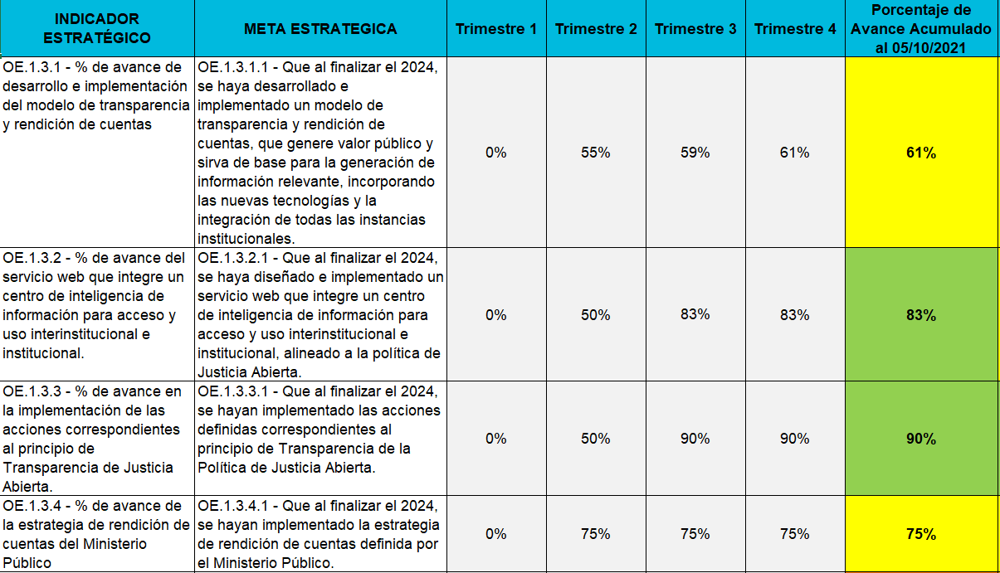 INDICADOR
ESTRATÉGICO
META ESTRATEGICA
Trimestre 1
Trimestre 2
Trimestre 3
Trimestre 4
Porcentaje de
Avance Acumulado
al 05/10/2021
OE.1.3.1 - % de avance de
desarrollo e implementación
del modelo de transparencia
y rendición de cuentas
OE.1.3.1.1 - Que al finalizar el 2024,
se haya desarrollado e
implementado un modelo de
transparencia y rendición de
cuentas, que genere valor público y
sirva de base para la generación de
información relevante, incorporando
las nuevas tecnologías y la
integración de todas las instancias
institucionales.
0%
55%
59%
61%
61%
OE.1.3.2 - % de avance del
servicio web que integre un
centro de inteligencia de
información para acceso y
uso interinstitucional e
institucional.
OE.1.3.2.1 - Que al finalizar el 2024,
se haya diseñado e implementado un
servicio web que integre un centro
de inteligencia de información para
acceso y uso interinstitucional e
institucional, alineado a la política de
Justicia Abierta.
0%
50%
83%
83%
83%
OE.1.3.3 - % de avance en
la implementación de las
acciones correspondientes
al principio de
Transparencia de Justicia
Abierta.
OE.1.3.3.1 - Que al finalizar el 2024,
se hayan implementado las acciones
definidas correspondientes al
principio de Transparencia de la
Política de Justicia Abierta.
0%
50%
90%
90%
90%
OE.1.3.4 - % de avance de
la estrategia de rendición de
cuentas del Ministerio
Público
OE.1.3.4.1 - Que al finalizar el 2024,
se hayan implementado la estrategia
de rendición de cuentas definida por
el Ministerio Público.
0%
75%
75%
75%
75%